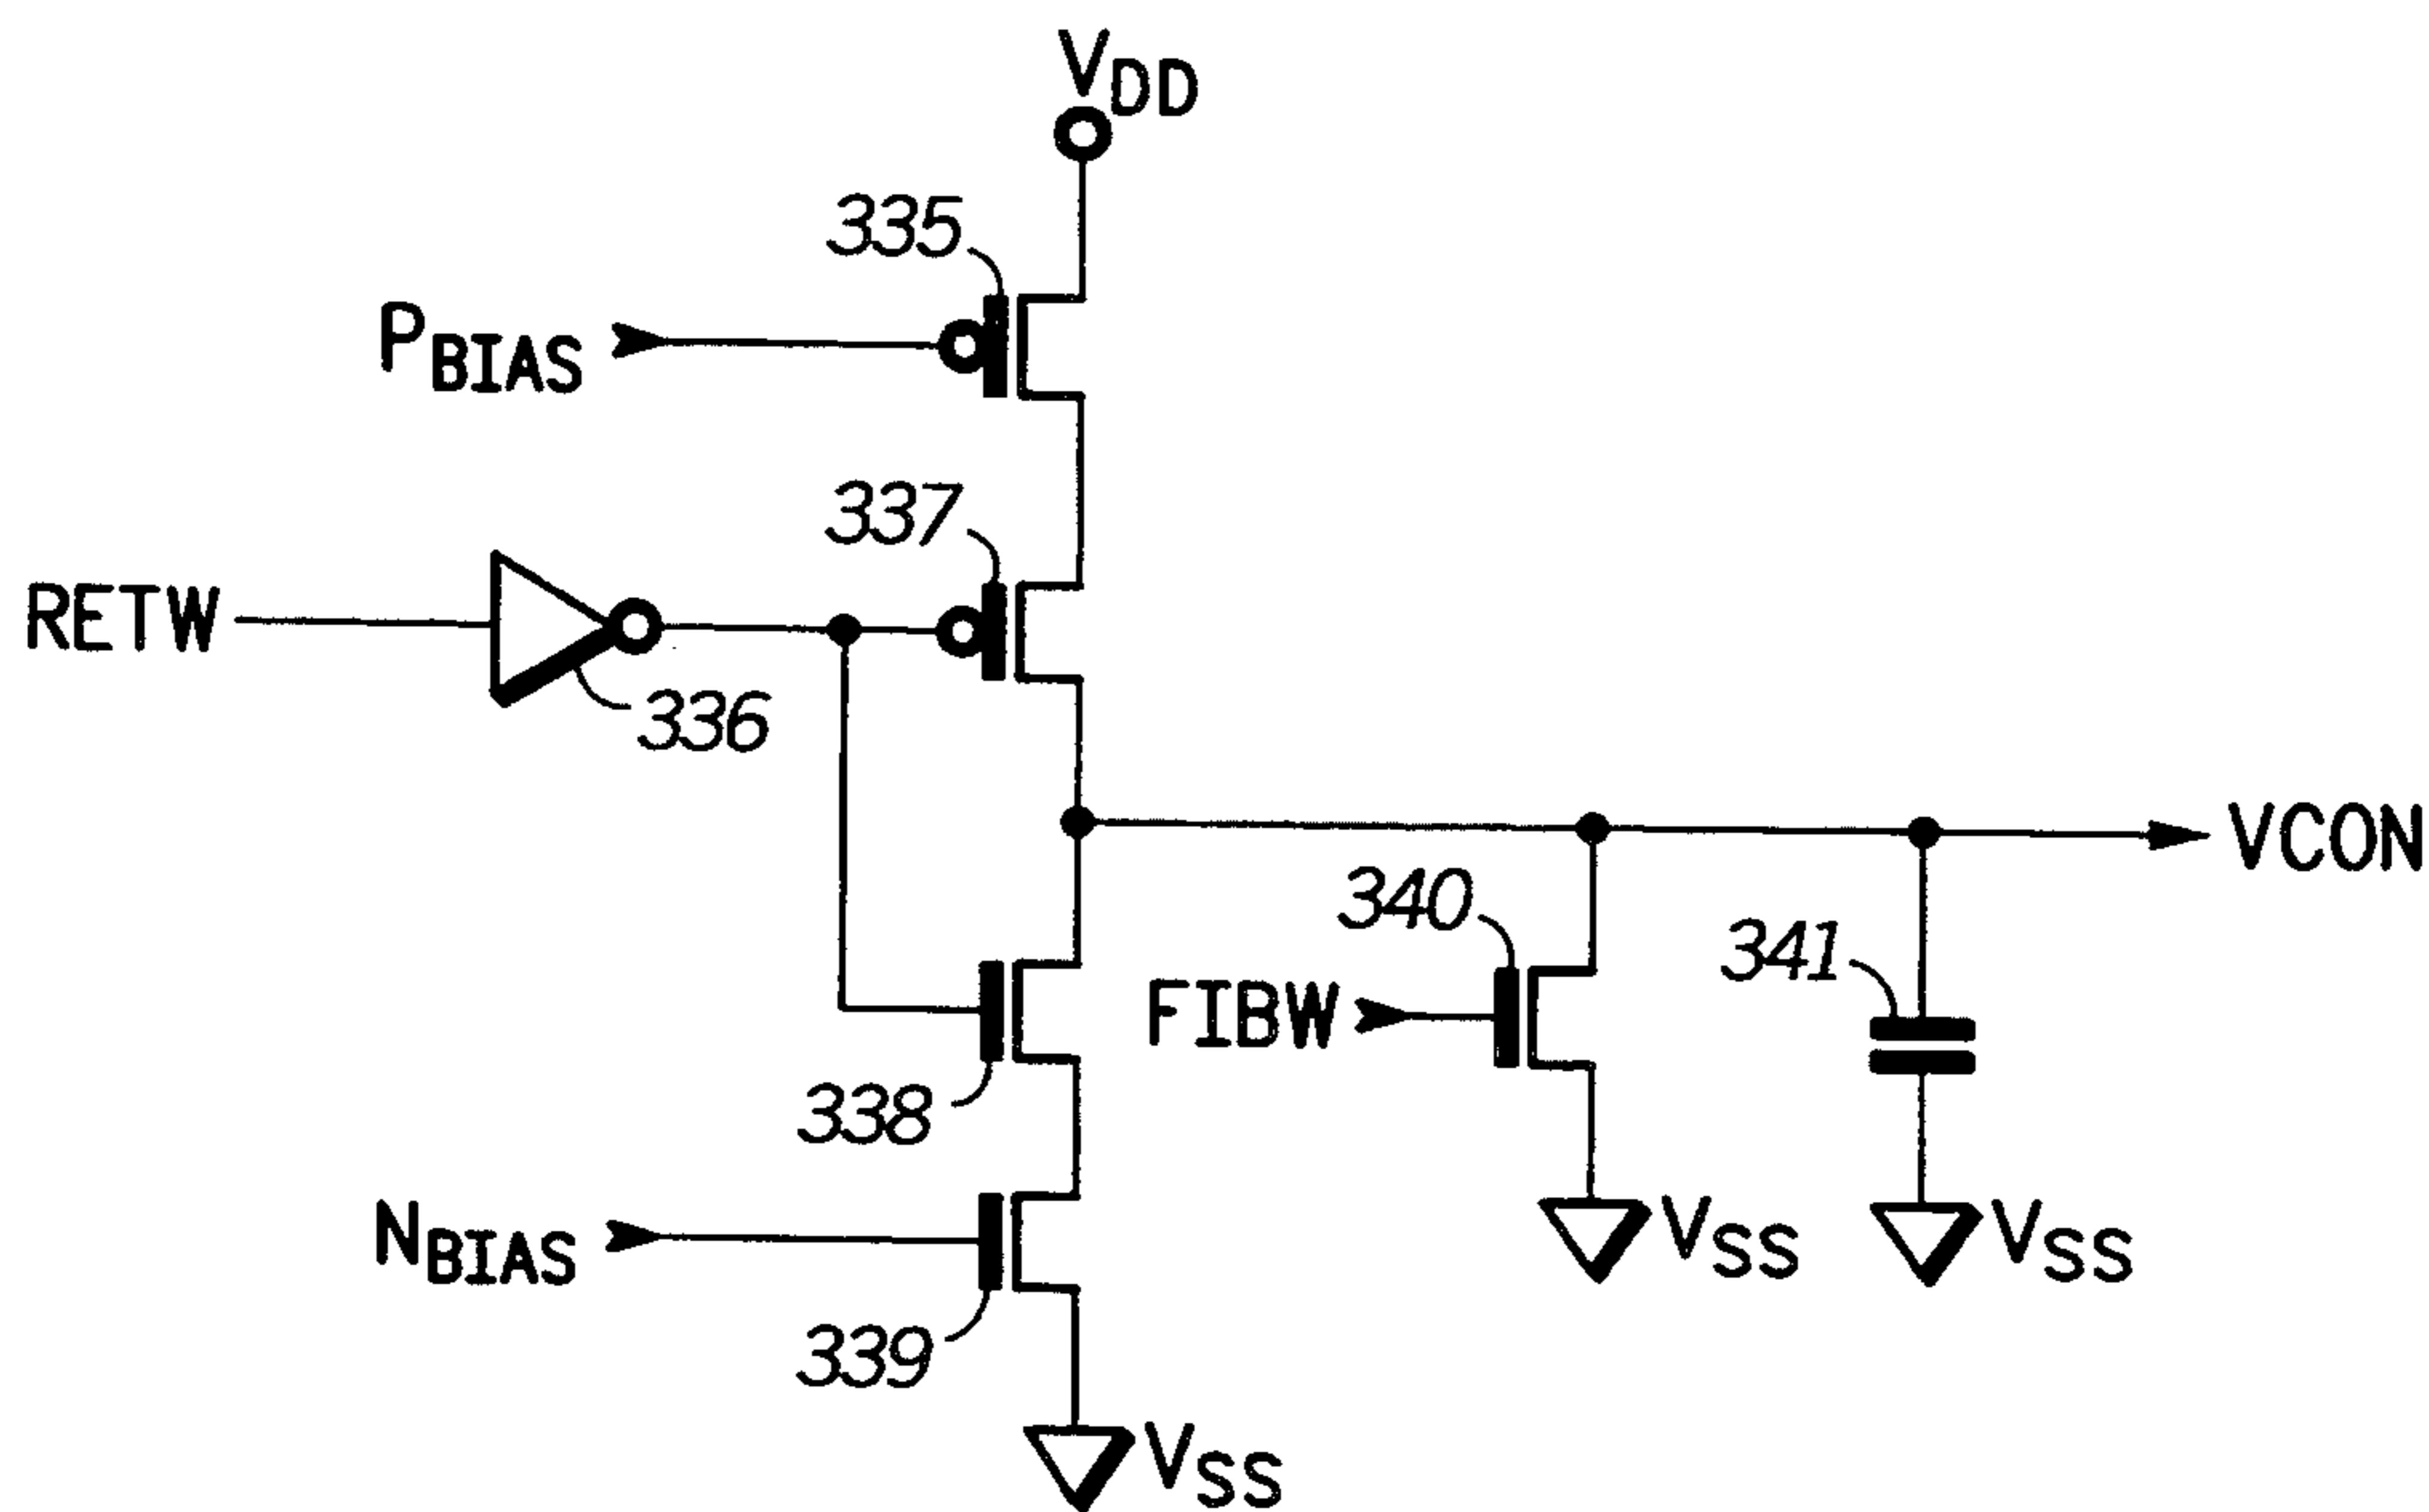 VDD
335
PBIAS
337
RETW
336
VCON
340
341
FIBW
338
NBIAS
VSS
VSS
339
VSS